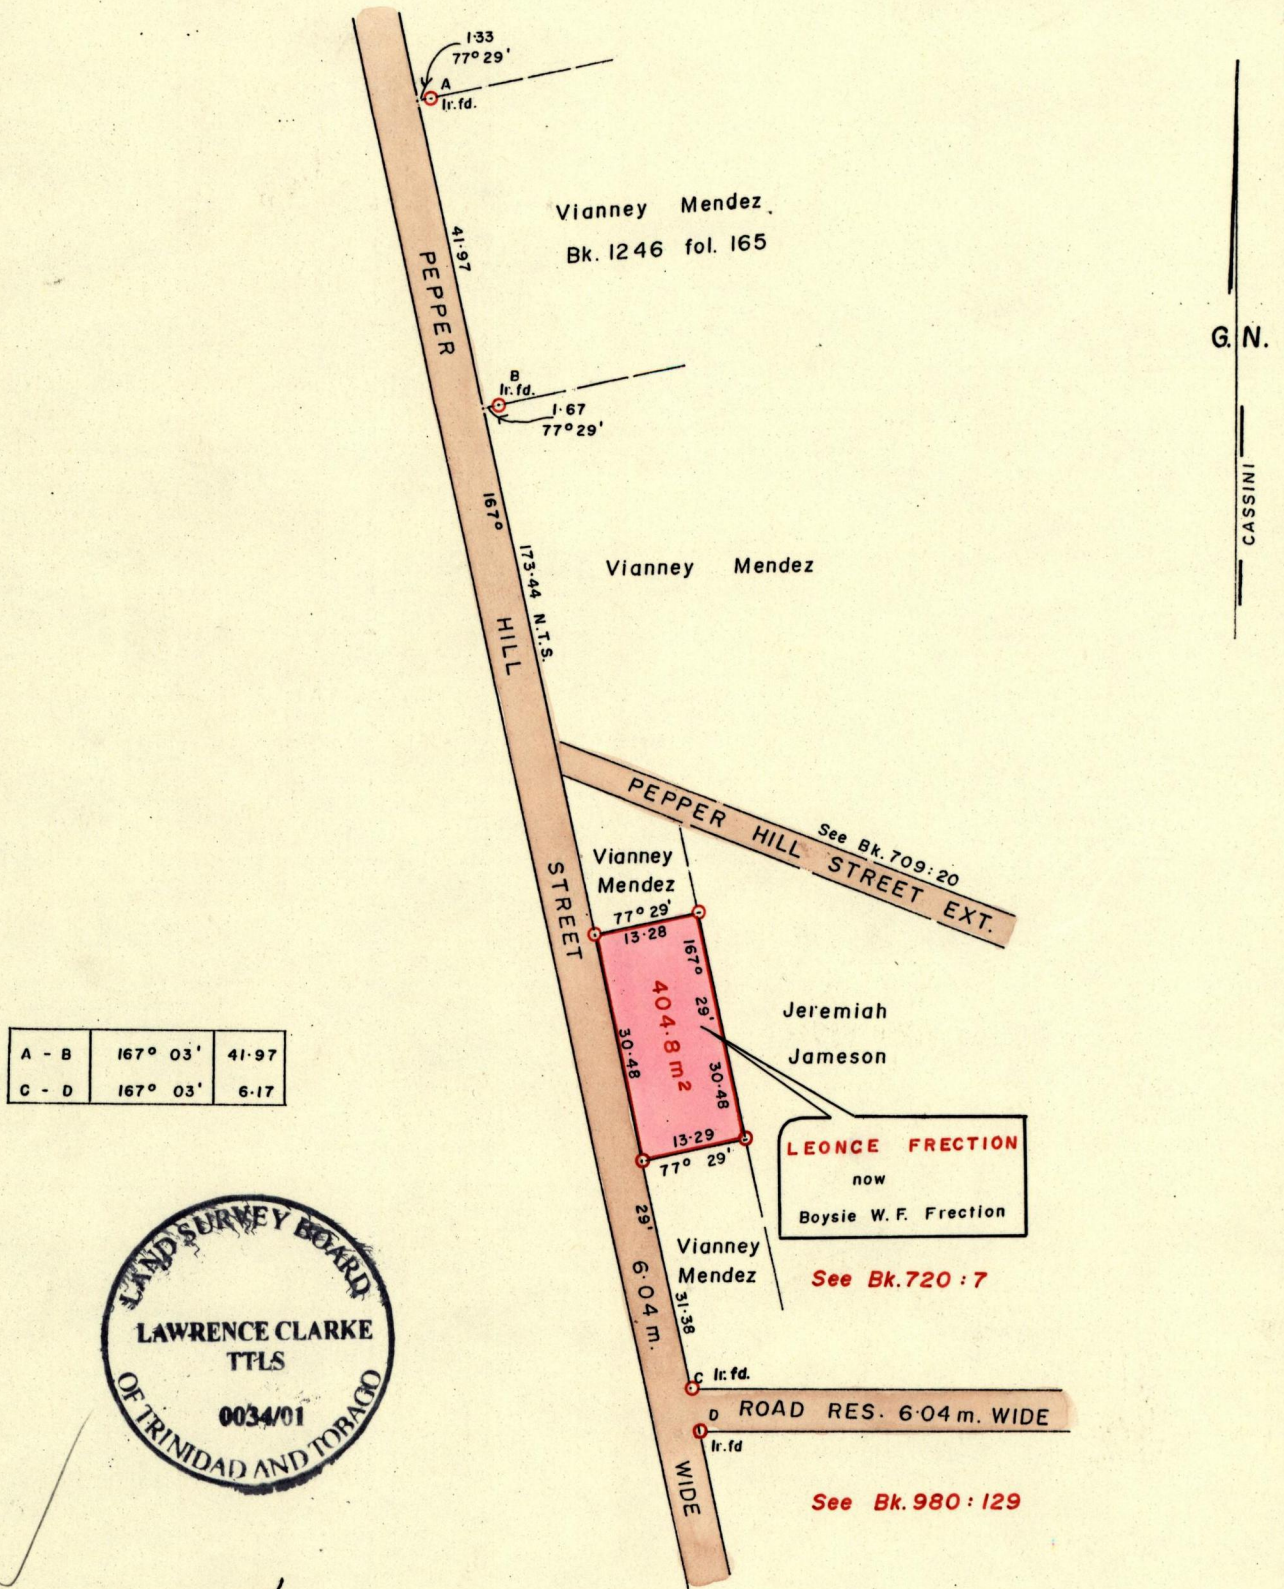 1·33
77° 29'
A
Ir. fd.
Vianney Mendez
Bk. 1246 fol. 165
41·97
PEPPER
G. N.
CASSINI
B
Ir. fd.
1·67
77° 29'
167°
173·44 N.T.S.
Vianney Mendez
HILL
PEPPER HILL STREET EXT.
See Bk. 709:20
Vianney
Mendez
STREET
77° 29'
13·28
167° 29'
30·48
404·8 m2
30·48
13·29
77° 29'
Jeremiah
Jameson
LEONCE FRECTION
now
Boysie W. F. Frection
A - B 167° 03' 41·97
C - D 167° 03' 6·17
29'
6·04 m.
Vianney
Mendez
31·38
See Bk. 720 : 7
C Ir. fd.
ROAD RES. 6·04 m. WIDE
D
Ir. fd
WIDE
See Bk. 980 : 129
LAND SURVEY BOARD
LAWRENCE CLARKE
TTLS
0034/01
OF TRINIDAD AND TOBAGO